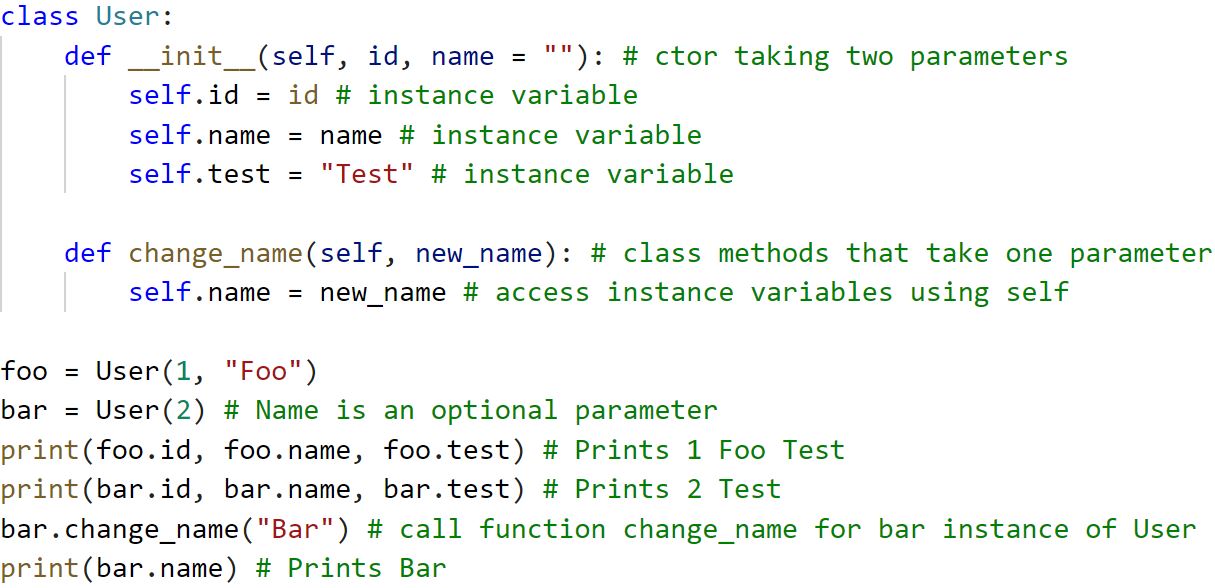 class User:
    def __init__(self, id, name = ""): # ctor taking two parameters
        self.id = id # instance variable
        self.name = name # instance variable
        self.test = "Test" # instance variable
    def change_name(self, new_name): # class methods that take one parameter
        self.name = new_name # access instance variables using self
foo = User(1, "Foo")
bar = User(2) # Name is an optional parameter
print(foo.id, foo.name, foo.test) # Prints 1 Foo Test
print(bar.id, bar.name, bar.test) # Prints 2 Test
bar.change_name("Bar") # call function change_name for bar instance of User
print(bar.name) # Prints Bar